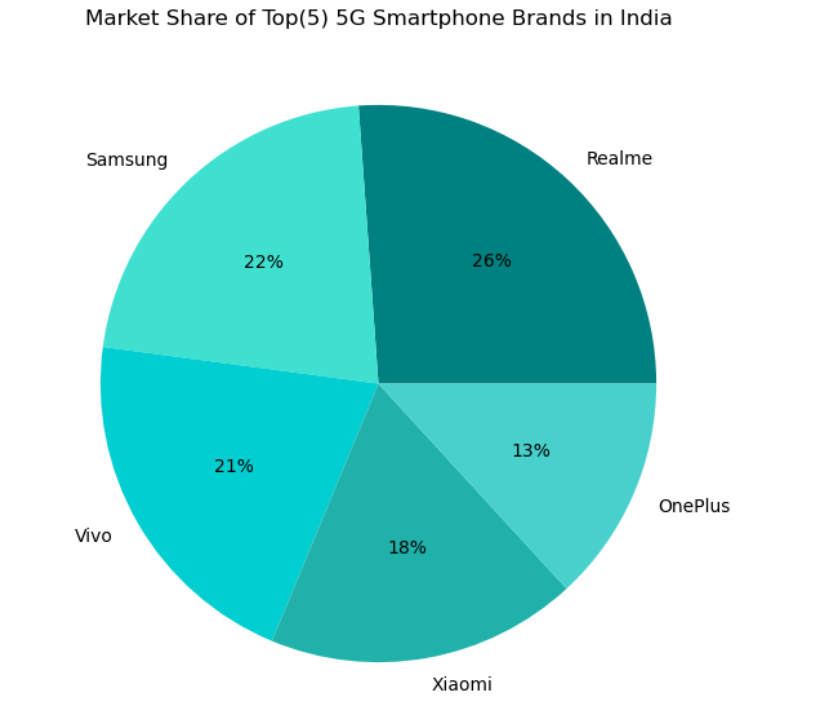 Market Share of Top(5) 5G Smartphone Brands in India
Samsung
Realme
22%
26%
21%
13%
OnePlus
Vivo
18%
Xiaomi